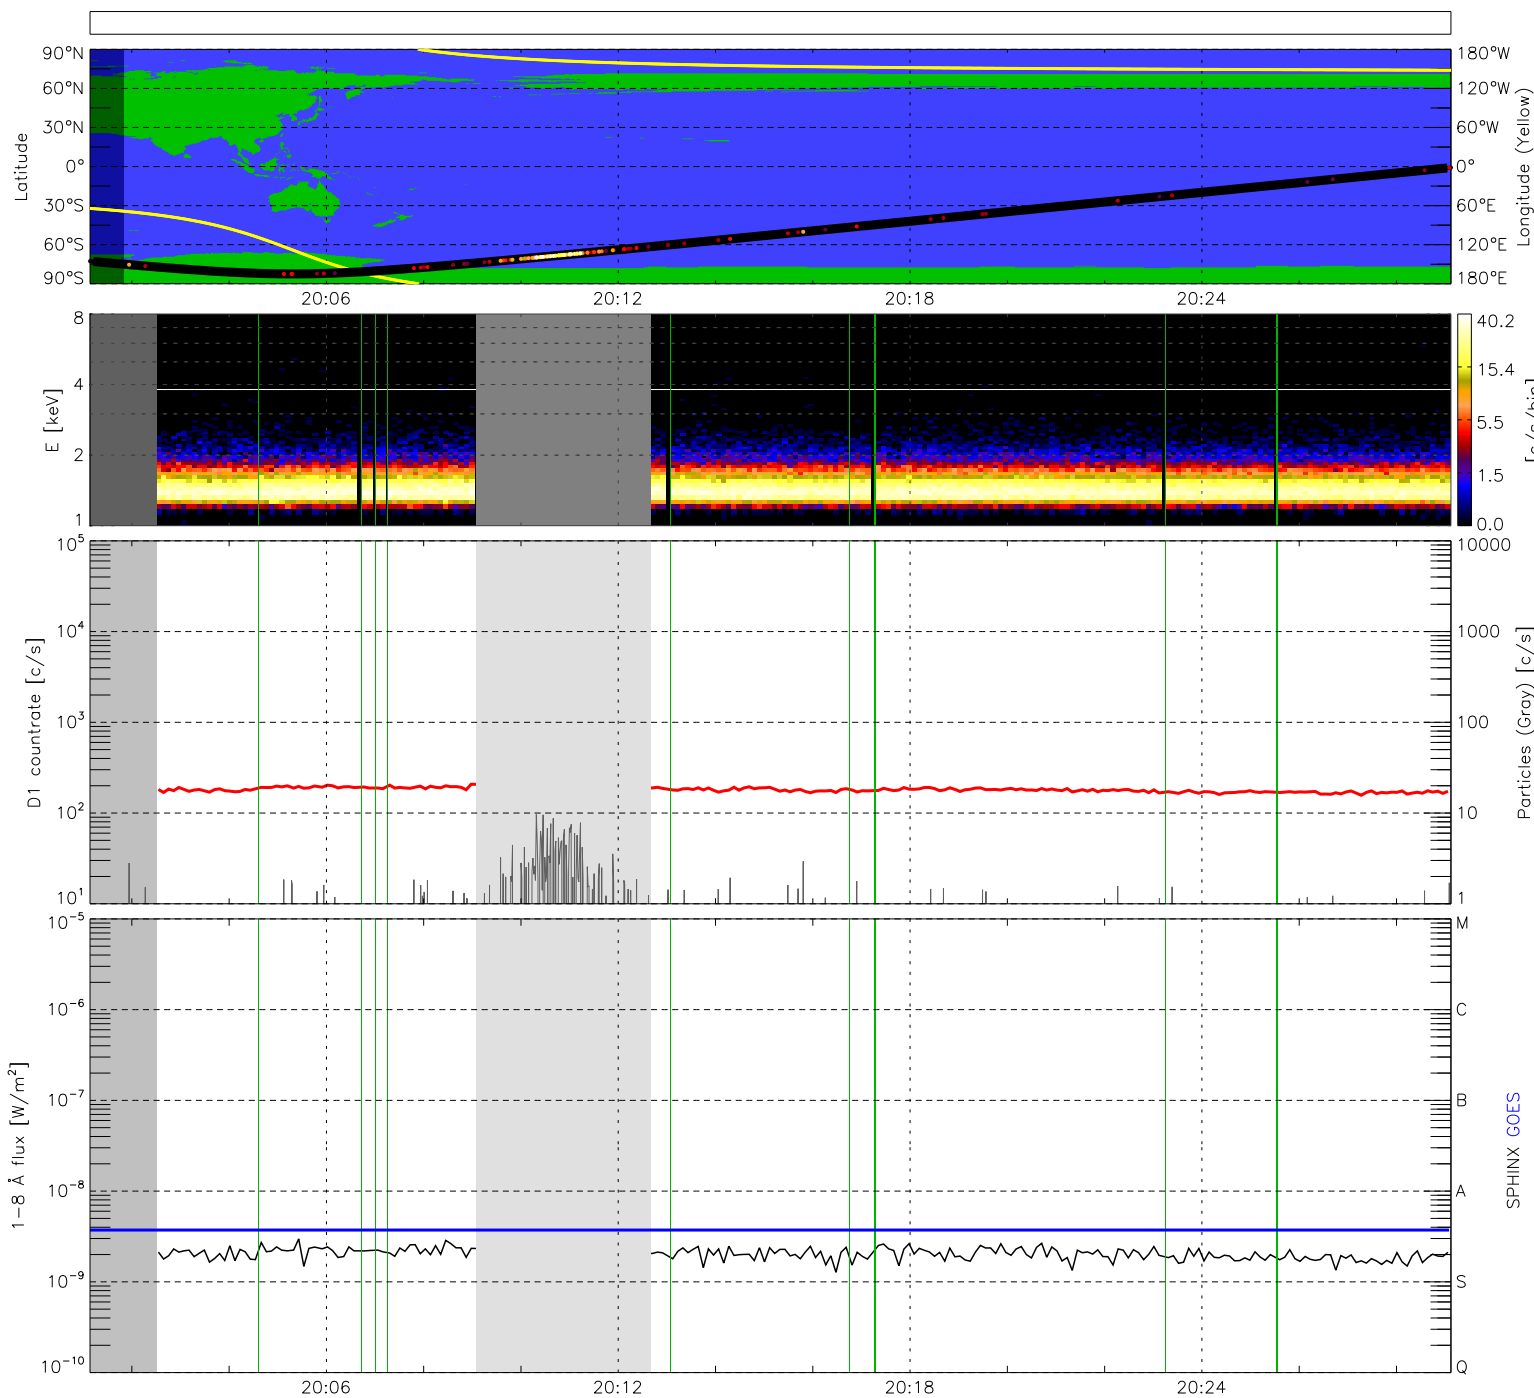 90°N
60°N
30°N
0°
30°S
60°S
90°S
Latitude
180°W
120°W
60°W
0°
60°E
120°E
180°E
Longitude (Yellow)
20:06 20:12 20:18 20:24
8
4
2
1
E [keV]
40.2
15.4
5.5
1.5
0.0
[c/s/bin]
10⁵
10⁴
10³
10²
10¹
D1 countrate [c/s]
10000
1000
100
10
1
Particles (Gray) [c/s]
10⁻⁵
10⁻⁶
10⁻⁷
10⁻⁸
10⁻⁹
10⁻¹⁰
1−8 Å flux [W/m²]
M
C
B
A
S
Q
SPHINX GOES
20:06 20:12 20:18 20:24